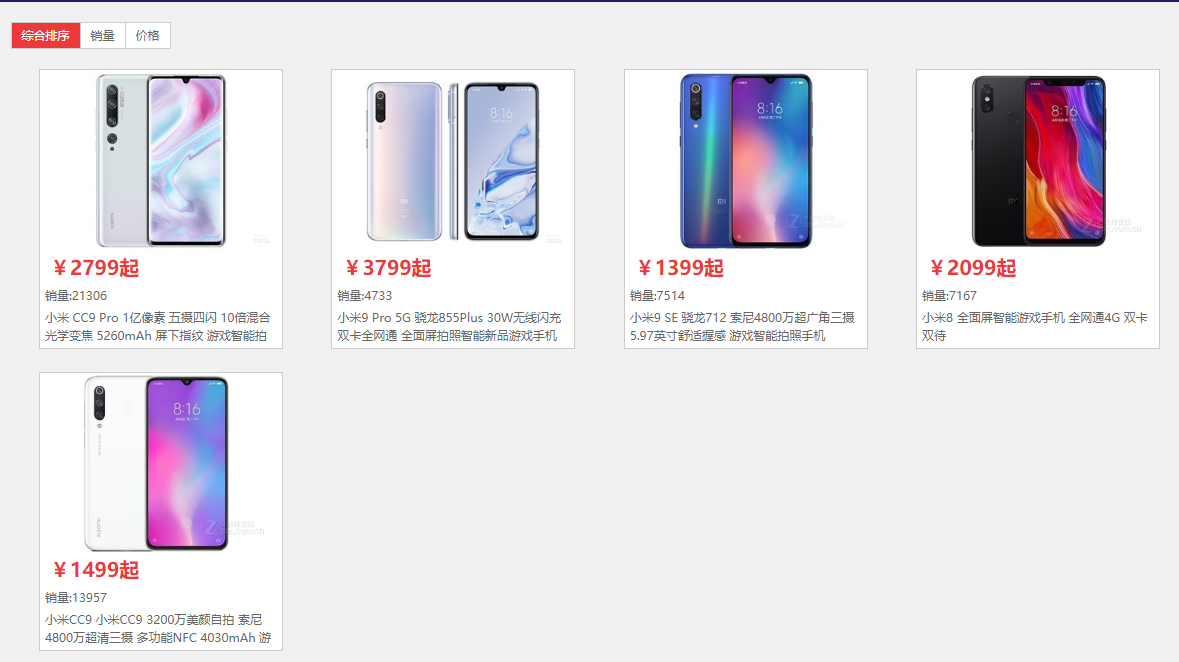 综合排序 销量 价格
￥2799起
销量:21306
小米 CC9 Pro 1亿像素 五摄四闪 10倍混合
光学变焦 5260mAh 屏下指纹 游戏智能拍
8:16
￥3799起
销量:4733
小米9 Pro 5G 骁龙855Plus 30W无线闪充
双卡全网通 全面屏拍照智能新品游戏手机
8:16
￥1399起
销量:7514
小米9 SE 骁龙712 索尼4800万超广角三摄
5.97英寸舒适握感 游戏智能拍照手机
8:16
￥2099起
销量:7167
小米8 全面屏智能游戏手机 全网通4G 双卡
双待
8:16
￥1499起
销量:13957
小米CC9 小米CC9 3200万美颜自拍 索尼
4800万超清三摄 多功能NFC 4030mAh 游